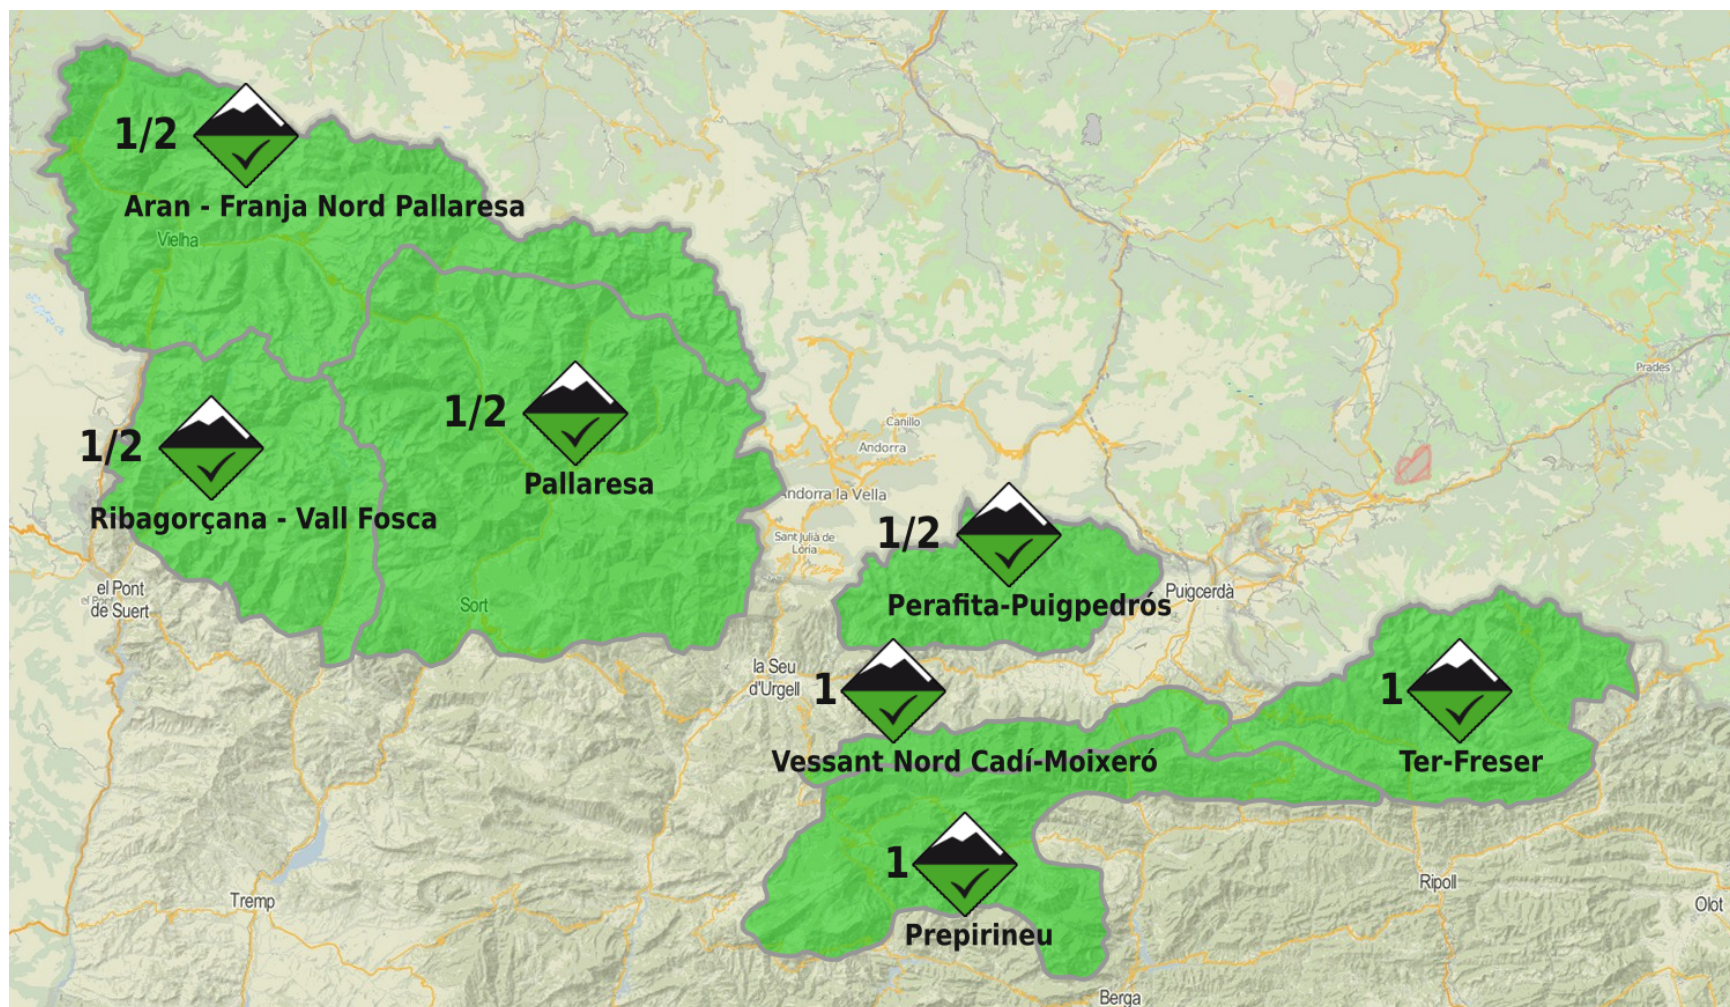 1/2
Aran - Franja Nord Pallaresa
Vielha
1/2
Pallaresa
1/2
Ribagorçana - Vall Fosca
Canillo
Andorra
Andorra la Vella
Sant Julià de
Lòria
Prades
1/2
Perafita-Puigpedrós
Puigcerdà
el Pont
de Suert
Sort
la Seu
d'Urgell
1
Vessant Nord Cadí-Moixeró
1
Ter-Freser
1
Prepirineu
Tremp
Ripoll
Olot
Berga